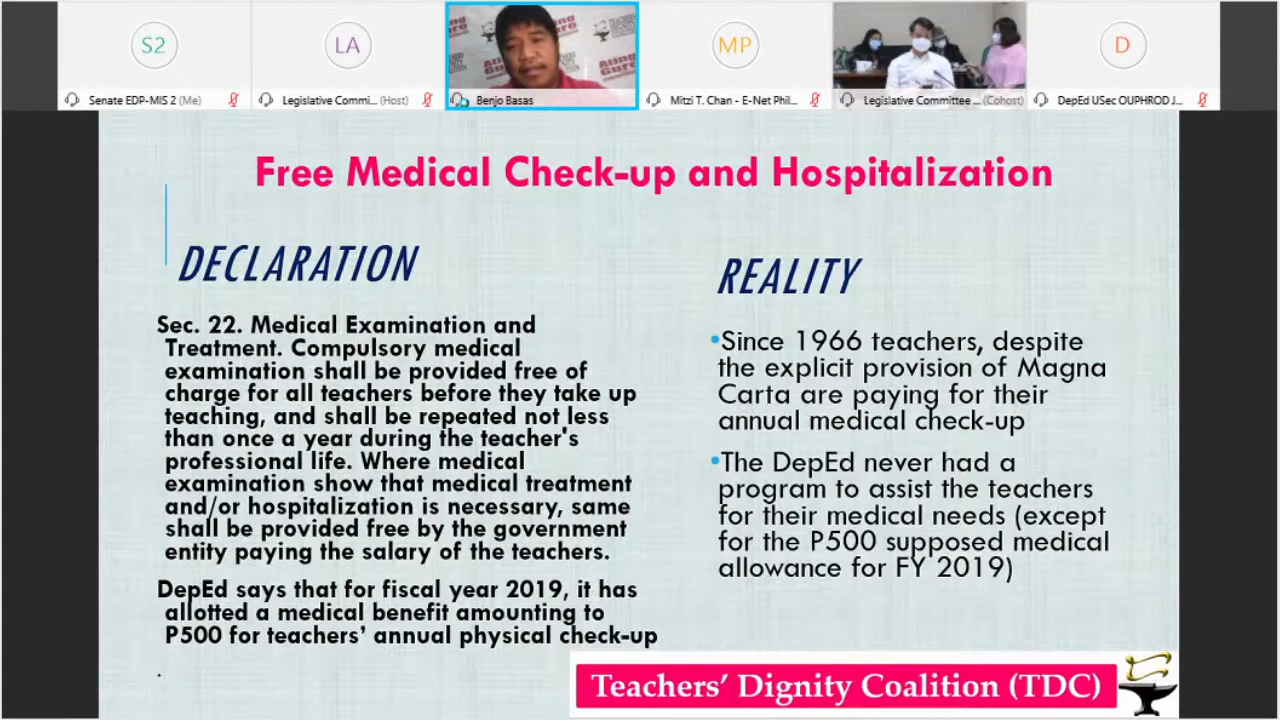 S2
LA
MP
D
Senate EDP-MIS 2 (Me)
Legislative Commi... (Host)
Benjo Basas
Mitzi T. Chan - E-Net Phil...
Legislative Committee ... (Cohost)
DepEd USec OUPHROD J...
Ating
Guro
Free Medical Check-up and Hospitalization
DECLARATION
Sec. 22. Medical Examination and
Treatment. Compulsory medical
examination shall be provided free of
charge for all teachers before they take up
teaching, and shall be repeated not less
than once a year during the teacher's
professional life. Where medical
examination show that medical treatment
and/or hospitalization is necessary, same
shall be provided free by the government
entity paying the salary of the teachers.
DepEd says that for fiscal year 2019, it has
allotted a medical benefit amounting to
P500 for teachers’ annual physical check-up
.
REALITY
•Since 1966 teachers, despite
the explicit provision of Magna
Carta are paying for their
annual medical check-up
•The DepEd never had a
program to assist the teachers
for their medical needs (except
for the P500 supposed medical
allowance for FY 2019)
Teachers’ Dignity Coalition (TDC)